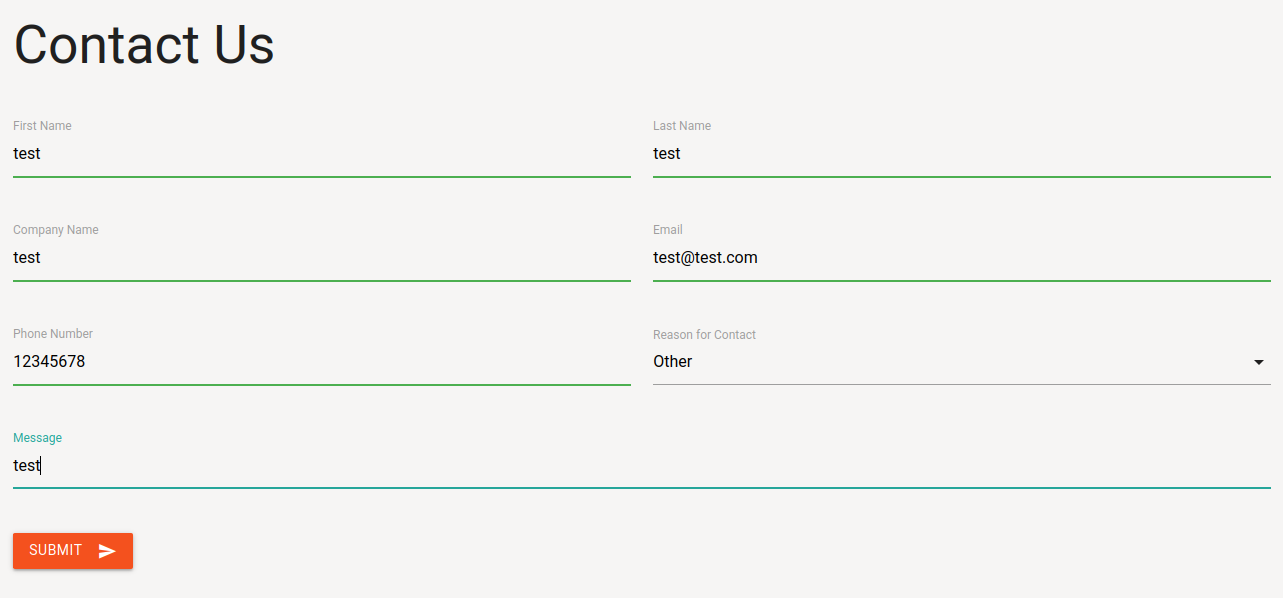 Contact Us
First Name
Last Name
test
test
Company Name
Email
test
test@test.com
Phone Number
Reason for Contact
12345678
Other
Message
test
SUBMIT